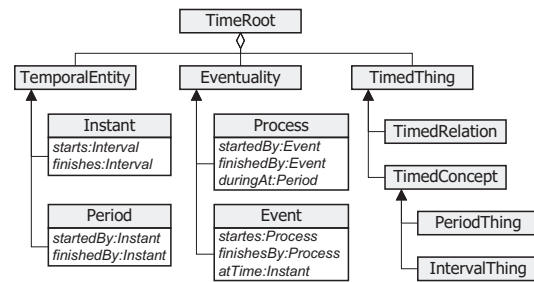 TimeRoot
TemporalEntity
Eventuality
TimedThing
Instant
starts:Interval
finishes:Interval
Period
startedBy:Instant
finishedBy:Instant
Process
startedBy:Event
finishedBy:Event
duringAt:Period
Event
startes:Process
finishesBy:Process
atTime:Instant
TimedRelation
TimedConcept
PeriodThing
IntervalThing